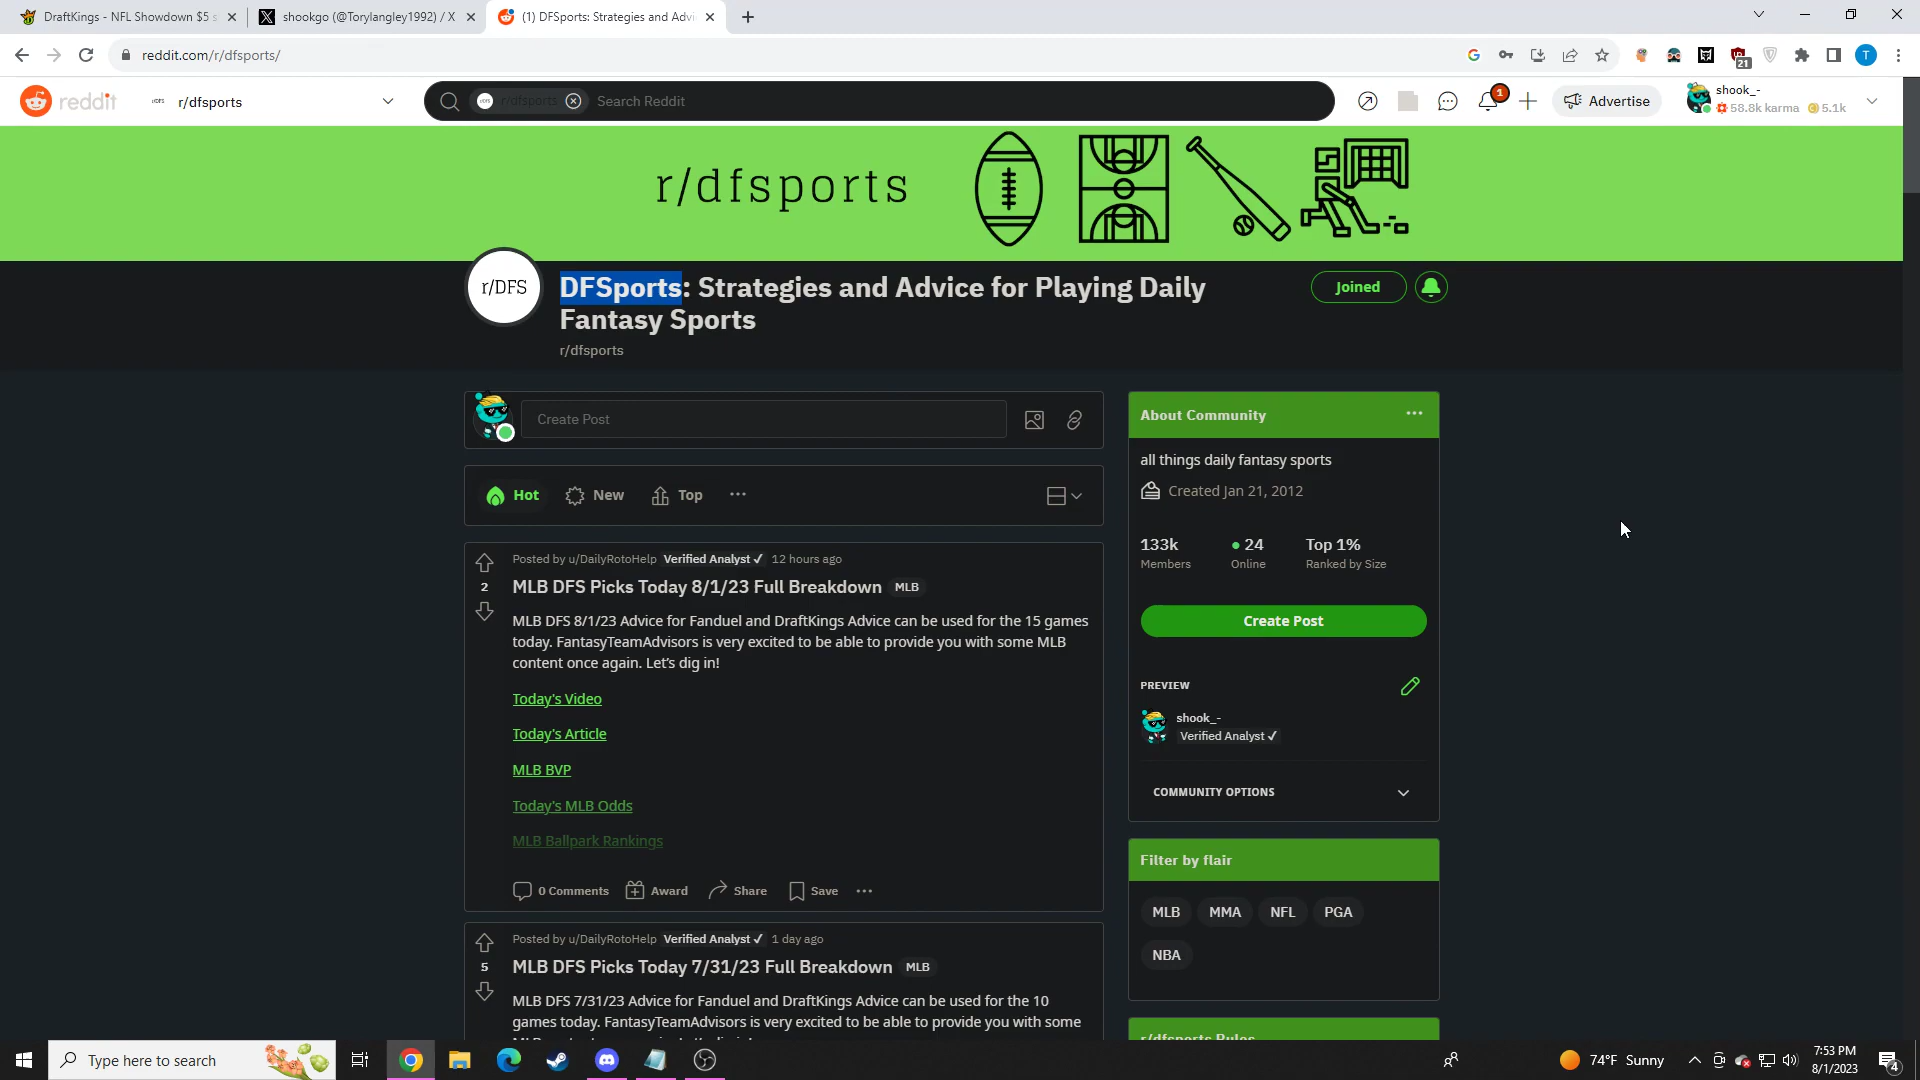 DraftKings - NFL Showdown $5 s
shookgo (@Torylangley1992) / X
(1) DFSports: Strategies and Advi
reddit.com/r/dfsports/
21
T
reddit
r/dfsports
r/dfsports
Search Reddit
1
Advertise
shook_-
58.8k karma
5.1k
r/dfsports
r/DFS
DFSports: Strategies and Advice for Playing Daily
Fantasy Sports
r/dfsports
Joined
Create Post
Hot
New
Top
Posted by u/DailyRotoHelp Verified Analyst ✓ 12 hours ago
2
MLB DFS Picks Today 8/1/23 Full Breakdown MLB
MLB DFS 8/1/23 Advice for Fanduel and DraftKings Advice can be used for the 15 games
today. FantasyTeamAdvisors is very excited to be able to provide you with some MLB
content once again. Let's dig in!
Today's Video
Today's Article
MLB BVP
Today's MLB Odds
MLB Ballpark Rankings
0 Comments
Award
Share
Save
Posted by u/DailyRotoHelp Verified Analyst ✓ 1 day ago
5
MLB DFS Picks Today 7/31/23 Full Breakdown MLB
MLB DFS 7/31/23 Advice for Fanduel and DraftKings Advice can be used for the 10
games today. FantasyTeamAdvisors is very excited to be able to provide you with some
About Community
all things daily fantasy sports
Created Jan 21, 2012
133k
Members
24
Online
Top 1%
Ranked by Size
Create Post
PREVIEW
shook_-
Verified Analyst ✓
COMMUNITY OPTIONS
Filter by flair
MLB
MMA
NFL
PGA
NBA
r/dfsports Rules
Type here to search
74°F Sunny
7:53 PM
8/1/2023
4